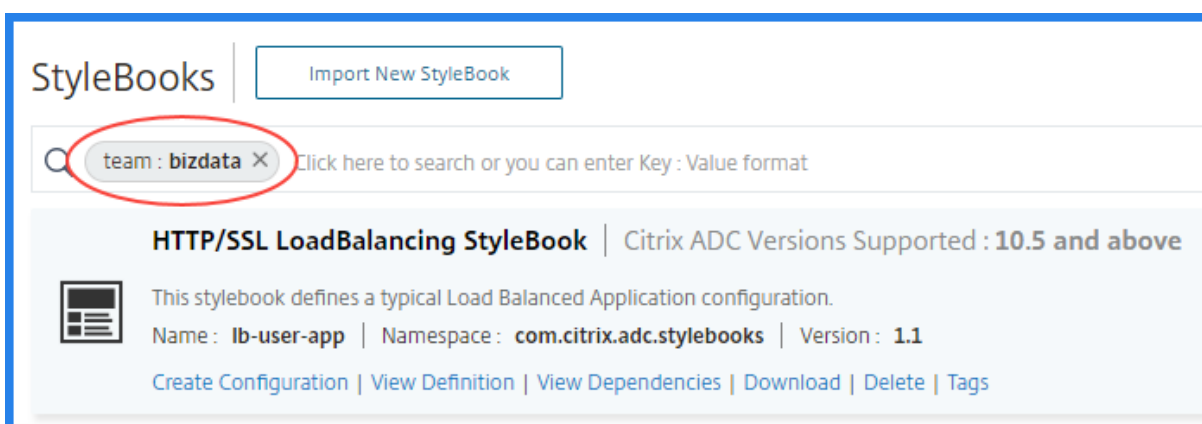 StyleBooks | Import New StyleBook
team : bizdata × Click here to search or you can enter Key : Value format
HTTP/SSL LoadBalancing StyleBook | Citrix ADC Versions Supported : 10.5 and above
This stylebook defines a typical Load Balanced Application configuration.
Name : lb-user-app | Namespace : com.citrix.adc.stylebooks | Version : 1.1
Create Configuration | View Definition | View Dependencies | Download | Delete | Tags